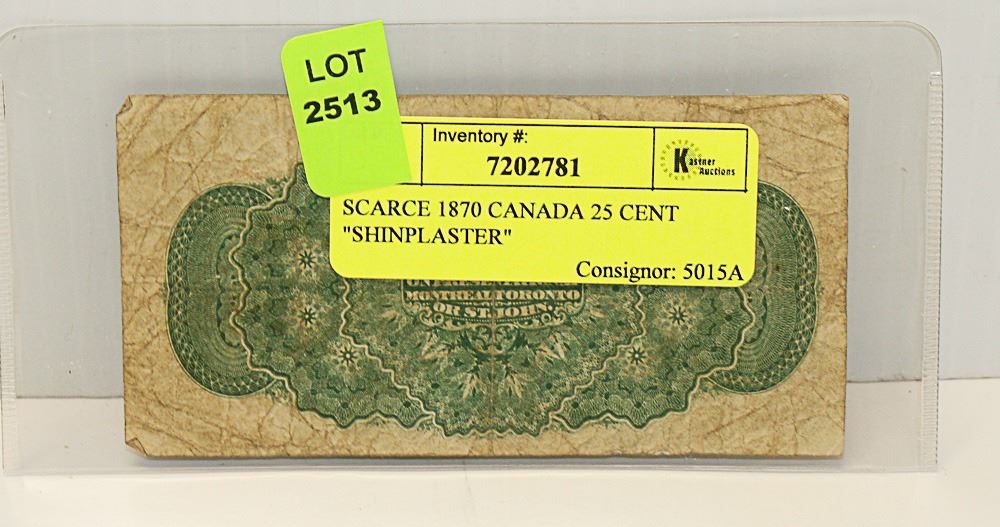 LOT
2513
Inventory #:
7202781
Kastner
Auctions
SCARCE 1870 CANADA 25 CENT
"SHINPLASTER"
Consignor: 5015A
MONTREAL TORONTO
OR ST JOHN